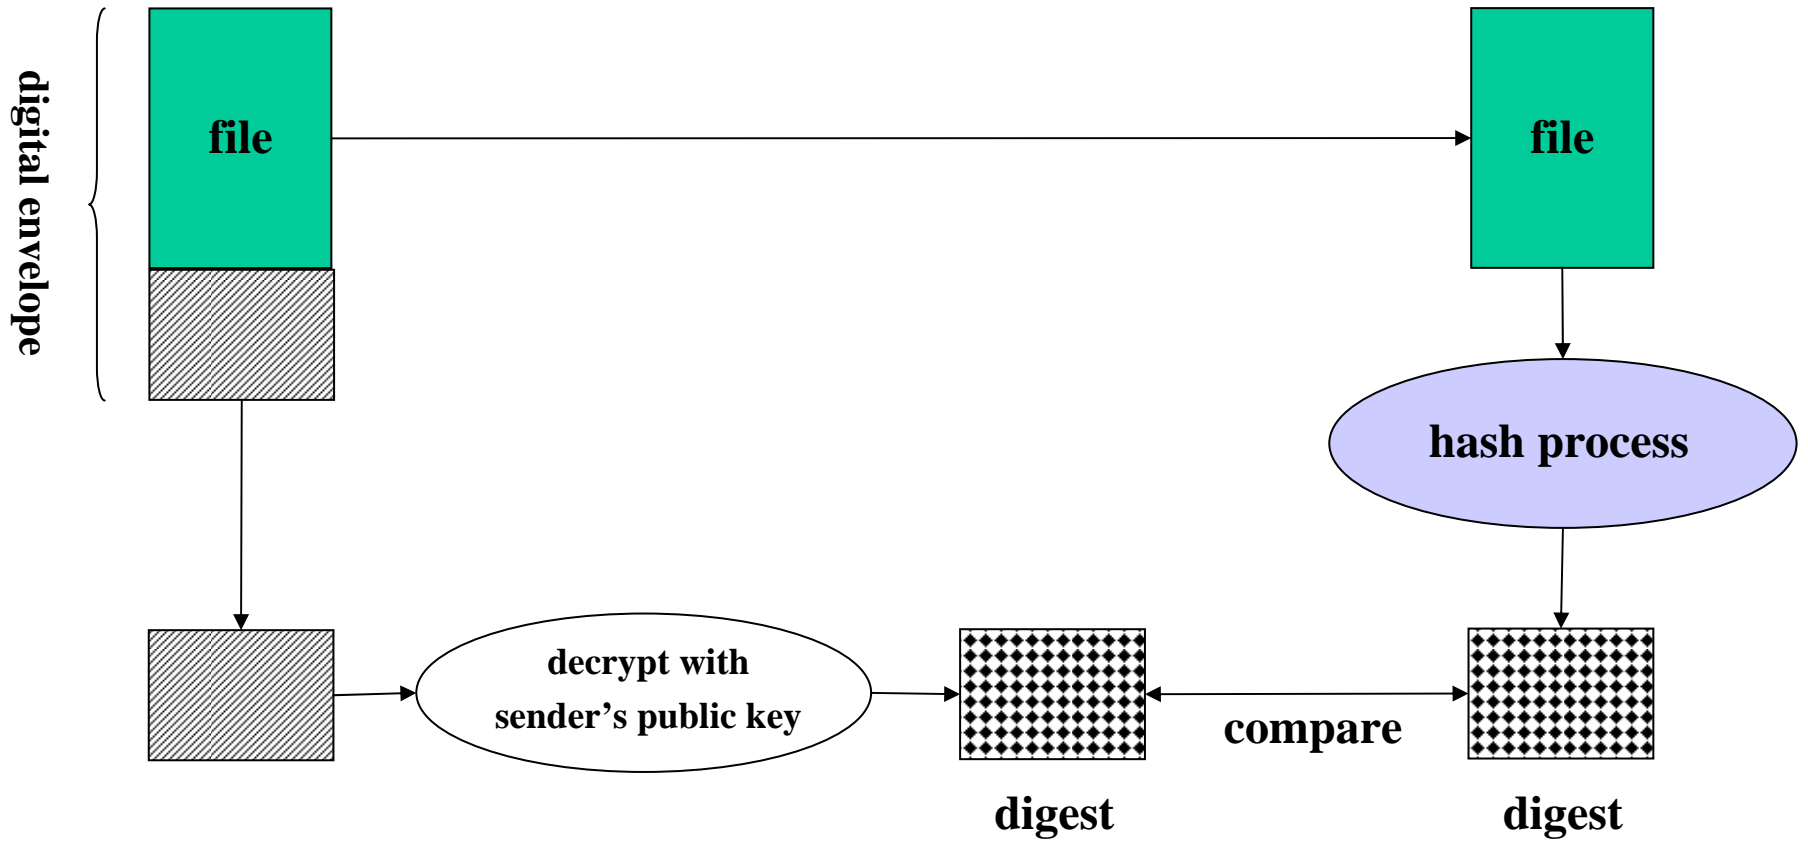 digital envelope
file
file
hash process
decrypt with
sender’s public key
compare
digest
digest